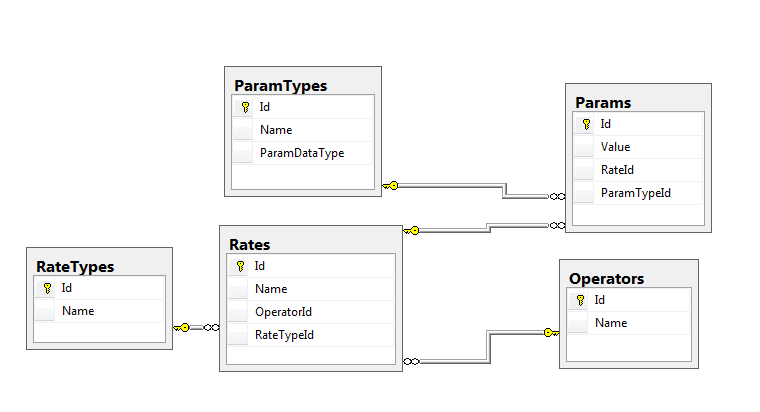 ParamTypes
Id
Name
ParamDataType
Params
Id
Value
RateId
ParamTypeId
RateTypes
Id
Name
Rates
Id
Name
OperatorId
RateTypeId
Operators
Id
Name